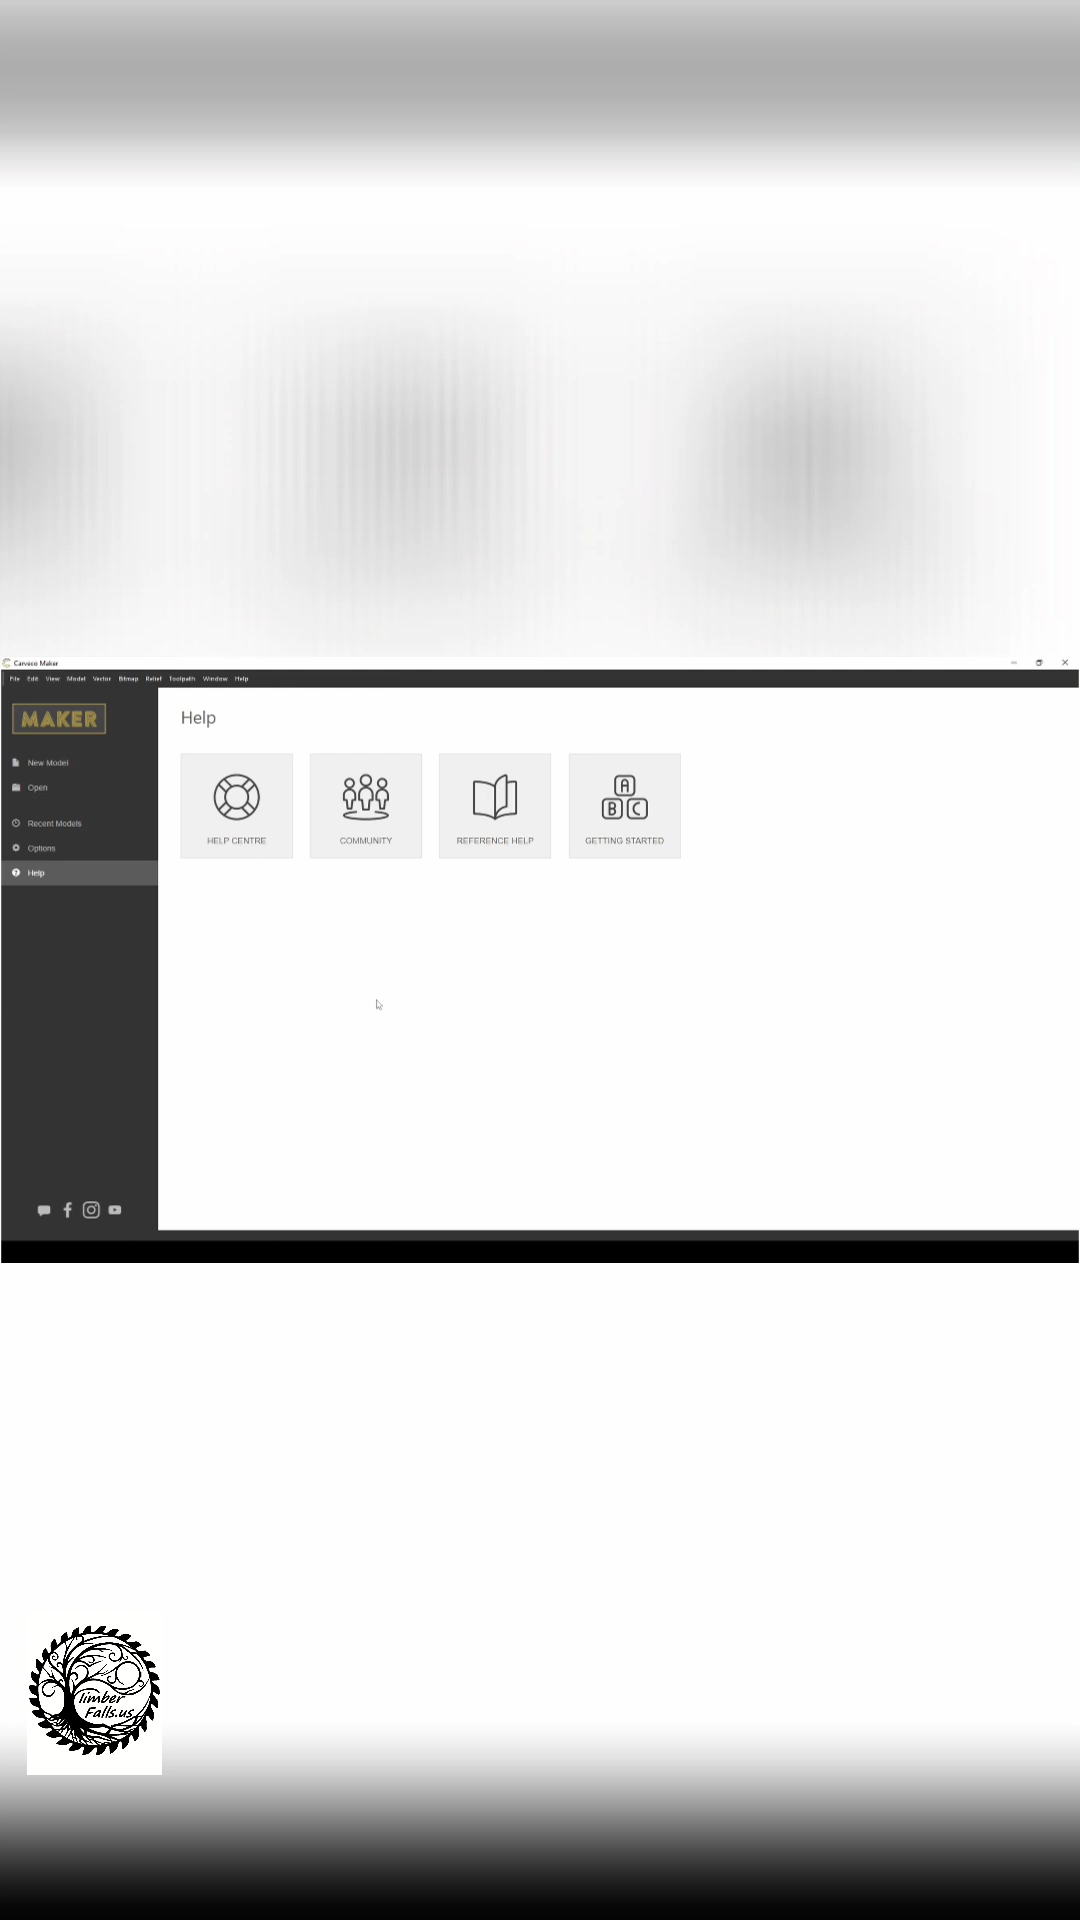 Carveco Maker
File Edit View Model Vector Bitmap Relief Toolpath Window Help
MAKER
New Model
Open
Recent Models
Options
Help
Help
HELP CENTRE
COMMUNITY
REFERENCE HELP
GETTING STARTED
A
B C
Timber
Falls.us